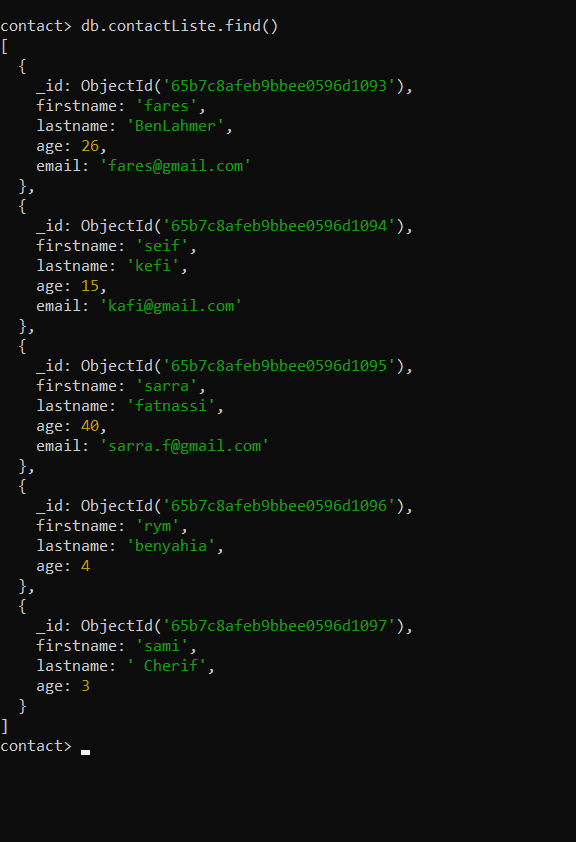 contact> db.contactListe.find()
[
  {
    _id: ObjectId('65b7c8afeb9bbee0596d1093'),
    firstname: 'fares',
    lastname: 'BenLahmer',
    age: 26,
    email: 'fares@gmail.com'
  },
  {
    _id: ObjectId('65b7c8afeb9bbee0596d1094'),
    firstname: 'seif',
    lastname: 'kefi',
    age: 15,
    email: 'kafi@gmail.com'
  },
  {
    _id: ObjectId('65b7c8afeb9bbee0596d1095'),
    firstname: 'sarra',
    lastname: 'fatnassi',
    age: 40,
    email: 'sarra.f@gmail.com'
  },
  {
    _id: ObjectId('65b7c8afeb9bbee0596d1096'),
    firstname: 'rym',
    lastname: 'benyahia',
    age: 4
  },
  {
    _id: ObjectId('65b7c8afeb9bbee0596d1097'),
    firstname: 'sami',
    lastname: ' Cherif',
    age: 3
  }
]
contact>